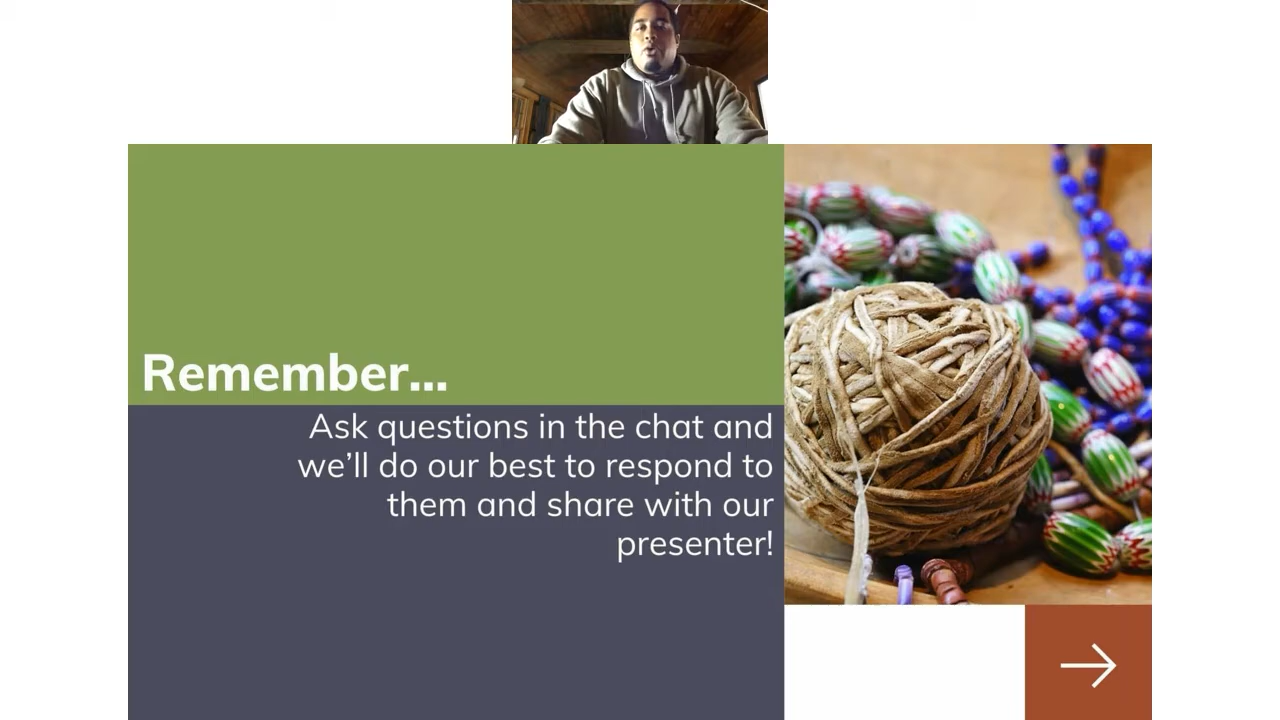 Remember...
Ask questions in the chat and
we’ll do our best to respond to
them and share with our
presenter!